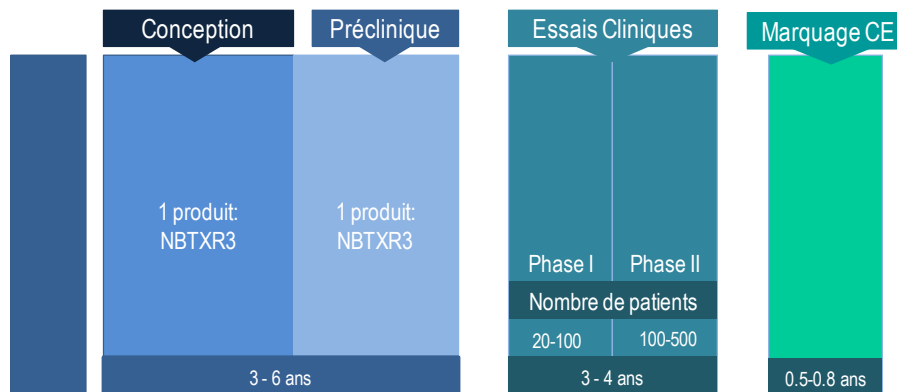 Conception
Préclinique
Essais Cliniques
Marquage CE
1 produit:
NBTXR3
1 produit:
NBTXR3
Phase I
Phase II
Nombre de patients
20-100
100-500
3 - 6 ans
3 - 4 ans
0.5-0.8 ans